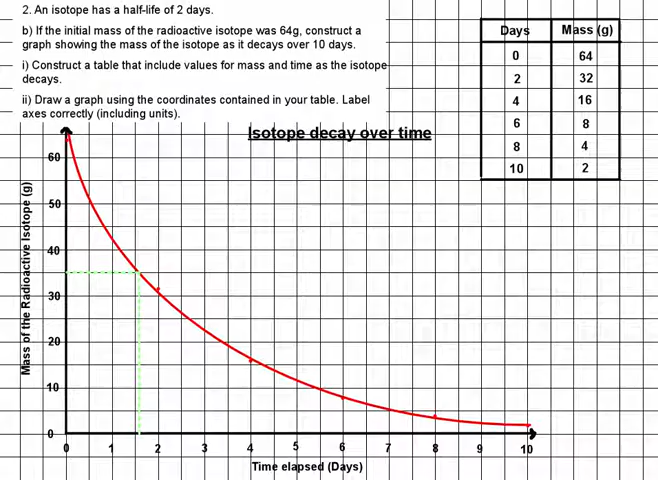 2. An isotope has a half-life of 2 days.
b) If the initial mass of the radioactive isotope was 64g, construct a
graph showing the mass of the isotope as it decays over 10 days.
i) Construct a table that include values for mass and time as the isotope
decays.
ii) Draw a graph using the coordinates contained in your table. Label
axes correctly (including units).
Days Mass (g)
0 64
2 32
4 16
6 8
8 4
10 2
Isotope decay over time
Mass of the Radioactive Isotope (g)
60
50
40
30
20
10
0
0 1 2 3 4 5 6 7 8 9 10
Time elapsed (Days)